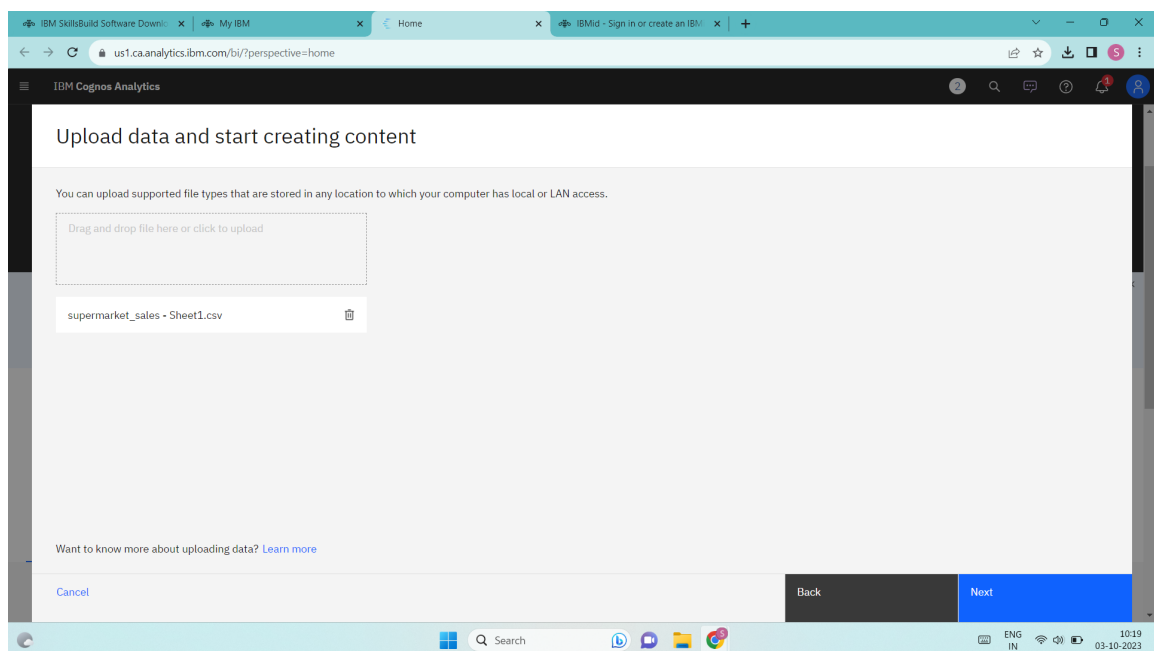 IBM SkillsBuild Software Downlo
My IBM
Home
IBMid - Sign in or create an IBM
us1.ca.analytics.ibm.com/bi/?perspective=home
S
IBM Cognos Analytics
2
1
Upload data and start creating content
You can upload supported file types that are stored in any location to which your computer has local or LAN access.
Drag and drop file here or click to upload
supermarket_sales - Sheet1.csv
Want to know more about uploading data? Learn more
Cancel
Back
Next
Search
ENG
IN
10:19
03-10-2023